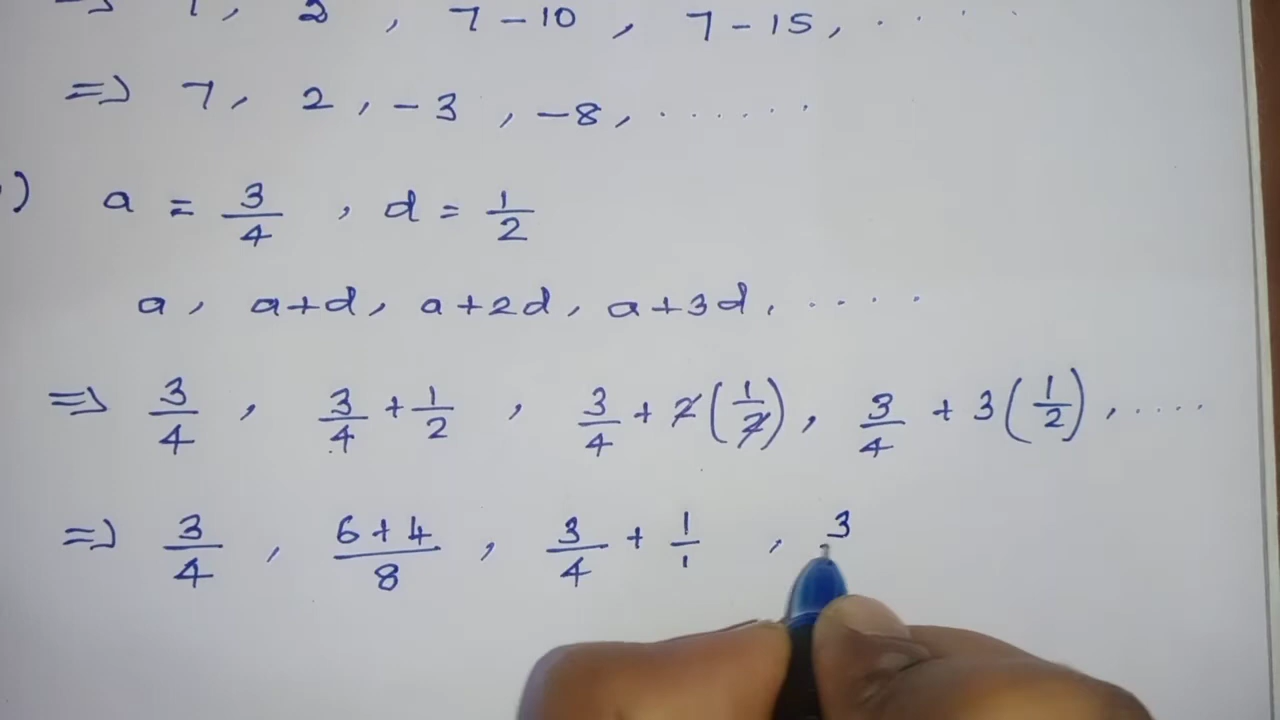 2, 7-10, 7-15, .....
=> 7, 2, -3, -8, ......
) a = 3/4, d = 1/2
a, a+d, a+2d, a+3d, ....
=> 3/4, 3/4 + 1/2, 3/4 + 2(1/2), 3/4 + 3(1/2), ....
=> 3/4, 6+4/8, 3/4 + 1/1, 3